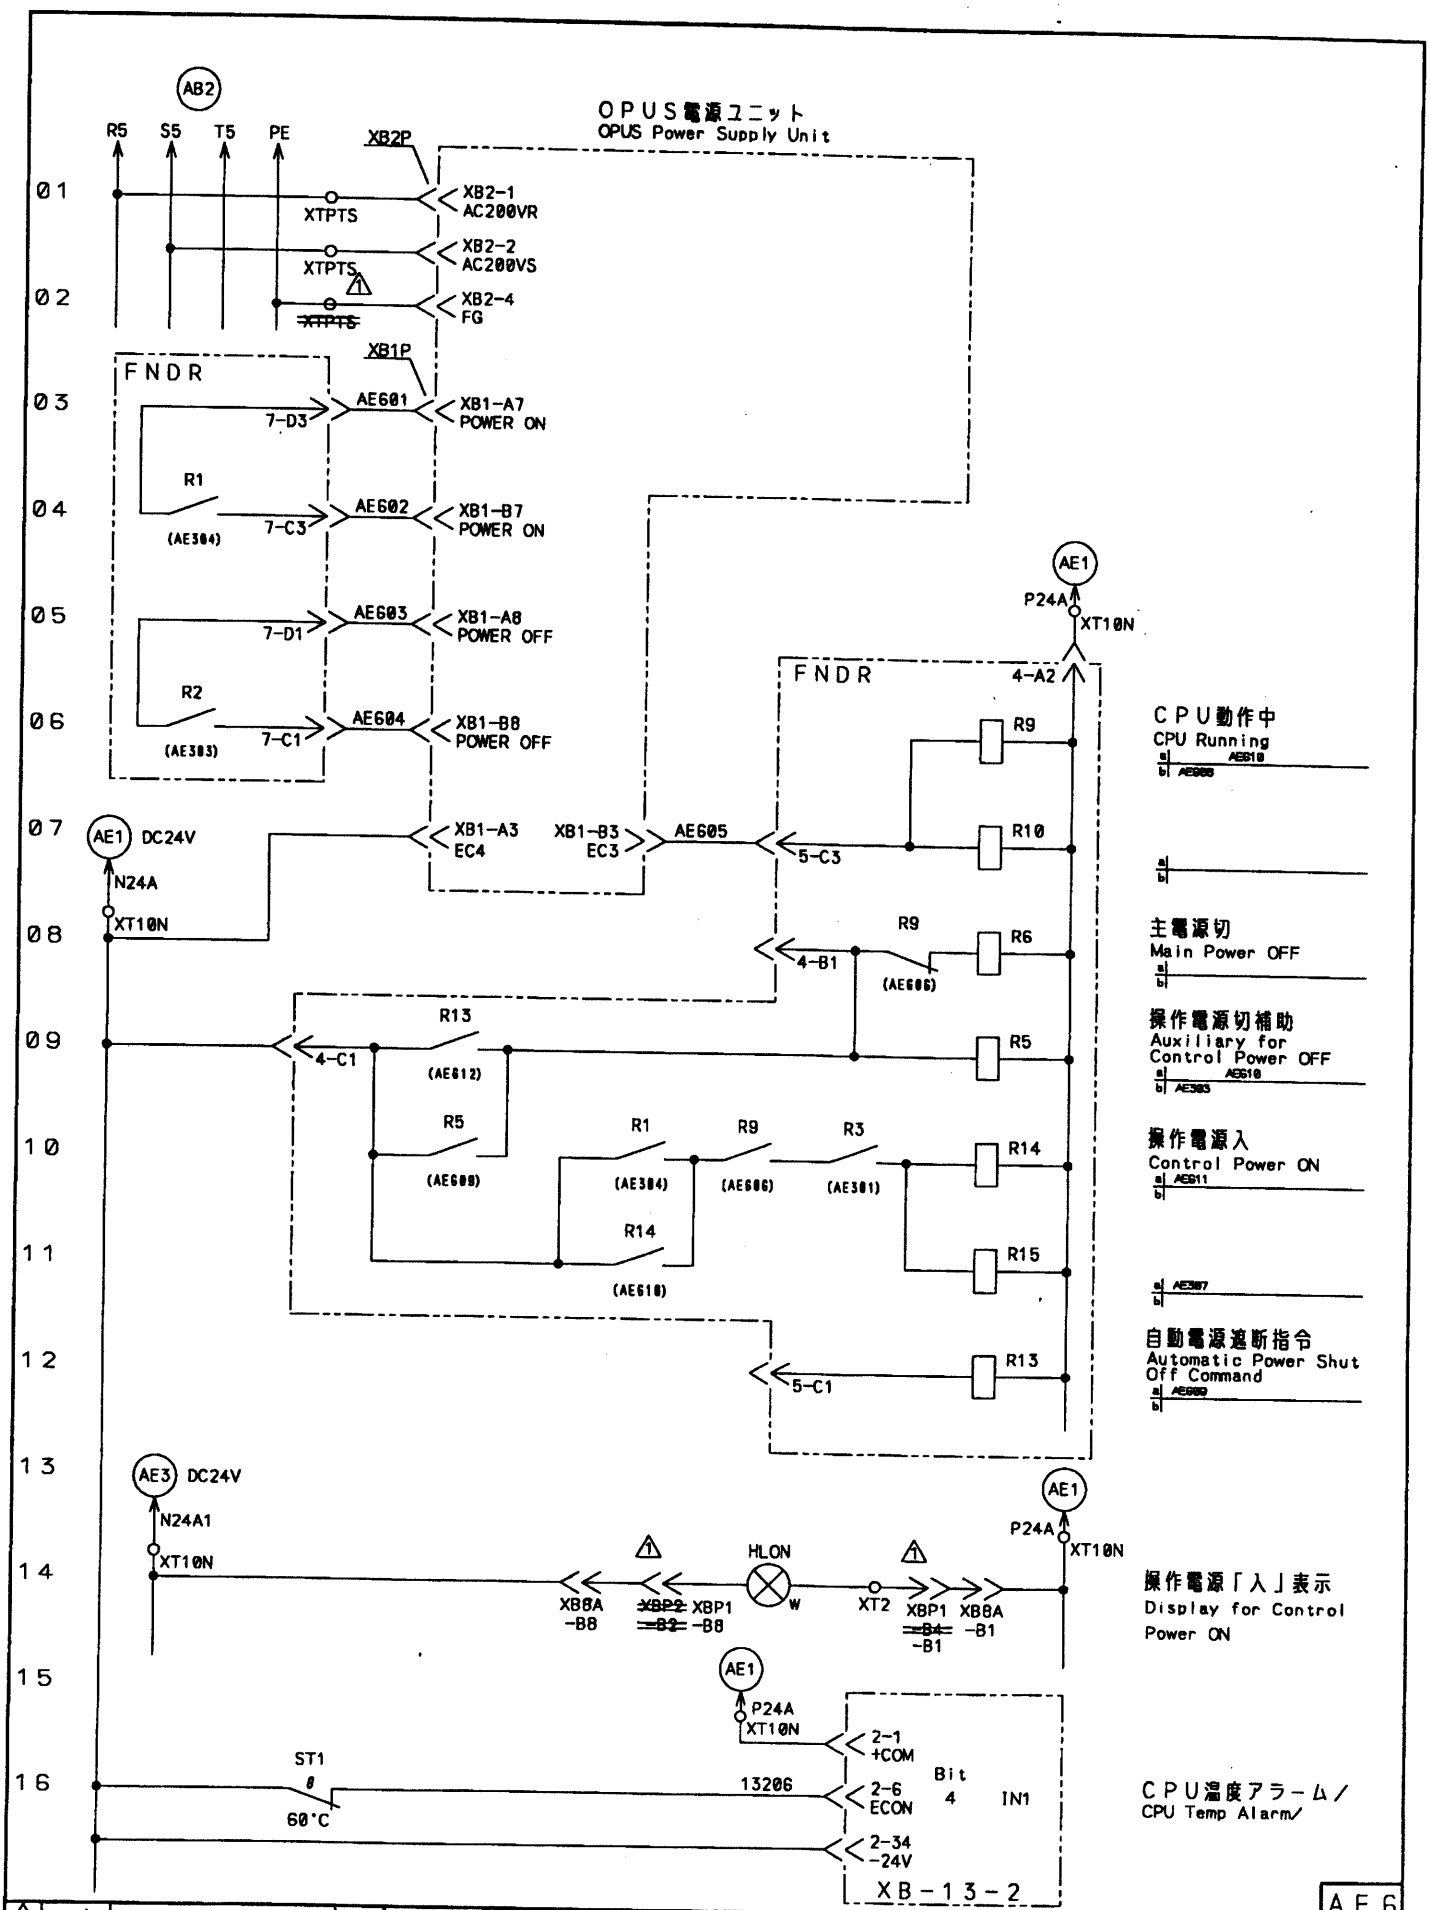 AB2
R5 S5 T5 PE
OPUS電源ユニット
OPUS Power Supply Unit
XB2P
01
XTPTS
XB2-1
AC200VR
XTPTS
XB2-2
AC200VS
1
02
XTPTS
XB2-4
FG
XB1P
FNDR
03
7-D3
AE601
XB1-A7
POWER ON
R1
04
(AE304)
7-C3
AE602
XB1-B7
POWER ON
AE1
P24A
XT10N
05
7-D1
AE603
XB1-A8
POWER OFF
FNDR
4-A2
R2
06
(AE303)
7-C1
AE604
XB1-B8
POWER OFF
R9
CPU動作中
CPU Running
a AE610
b AE608
07
AE1 DC24V
N24A
XT10N
XB1-A3
EC4
XB1-B3
EC3
AE605
5-C3
R10
a
b
08
4-B1
R9
(AE606)
R6
主電源切
Main Power OFF
a
b
09
4-C1
R13
(AE612)
R5
操作電源切補助
Auxiliary for
Control Power OFF
a AE610
b AE303
10
R5
(AE609)
R1
(AE304)
R9
(AE606)
R3
(AE301)
R14
操作電源入
Control Power ON
a AE611
b
11
R14
(AE610)
R15
a AE307
b
12
5-C1
R13
自動電源遮断指令
Automatic Power Shut
Off Command
a AE609
b
13
AE3 DC24V
N24A1
XT10N
AE1
P24A
XT10N
14
XB8A
-B8
1
XBP2 XBP1
-B2 -B8
HLON
W
XT2
1
XBP1
-B4
-B1
XB8A
-B1
操作電源「入」表示
Display for Control
Power ON
15
AE1
P24A
XT10N
2-1
+COM
16
ST1
θ
60°C
13206
2-6
ECON
Bit
4
IN1
CPU温度アラーム/
CPU Temp Alarm/
2-34
-24V
XB-13-2
AE6